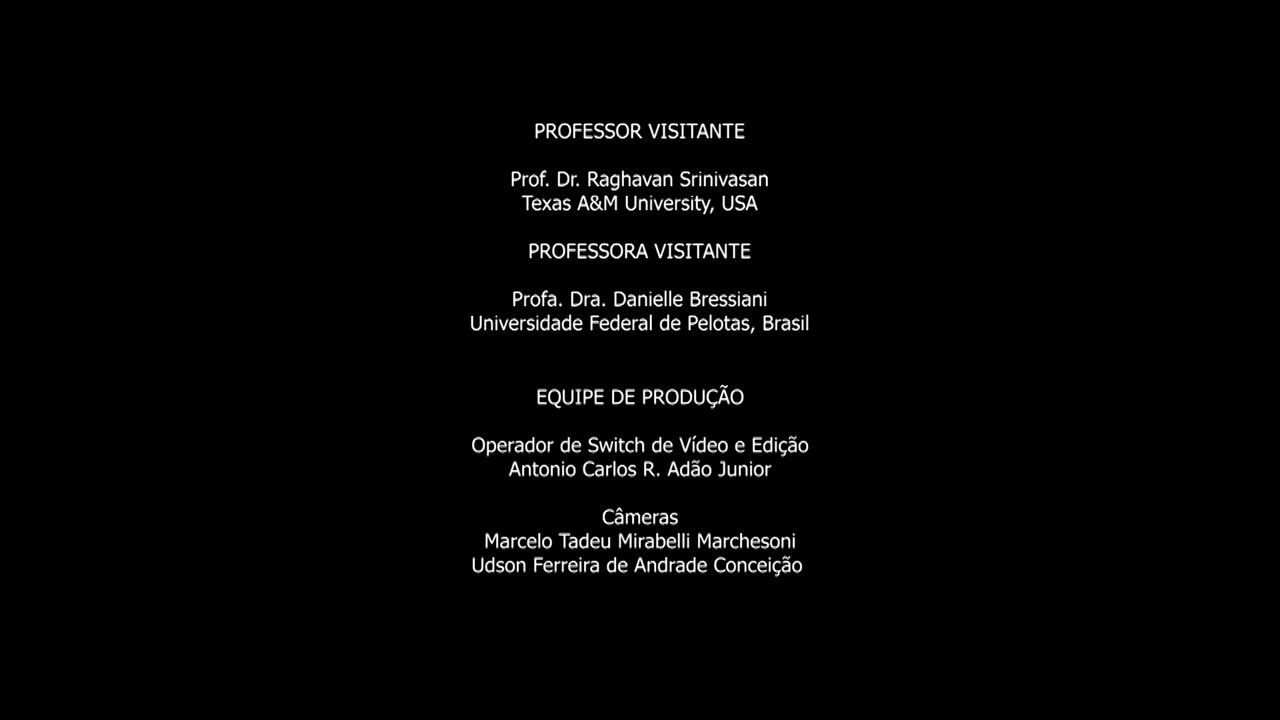 PROFESSOR VISITANTE
Prof. Dr. Raghavan Srinivasan
Texas A&M University, USA
PROFESSORA VISITANTE
Profa. Dra. Danielle Bressiani
Universidade Federal de Pelotas, Brasil
EQUIPE DE PRODUÇÃO
Operador de Switch de Vídeo e Edição
Antonio Carlos R. Adão Junior
Câmeras
Marcelo Tadeu Mirabelli Marchesoni
Udson Ferreira de Andrade Conceição